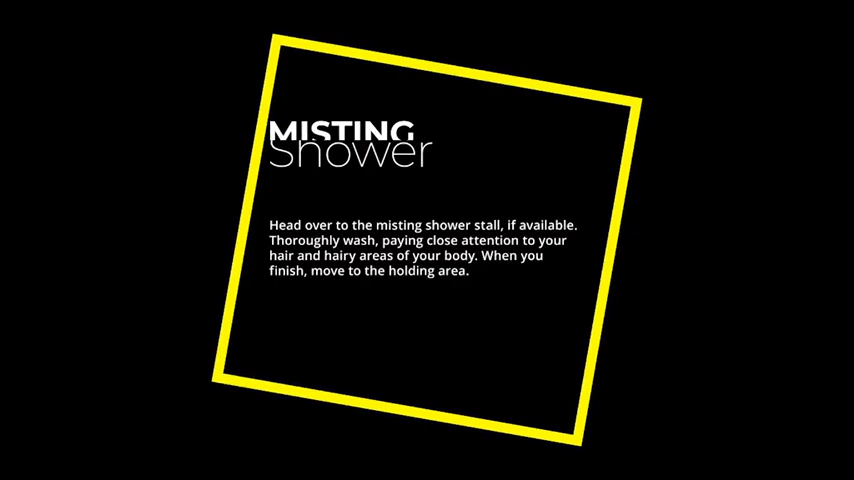 MISTING
Shower
Head over to the misting shower stall, if available.
Thoroughly wash, paying close attention to your
hair and hairy areas of your body. When you
finish, move to the holding area.